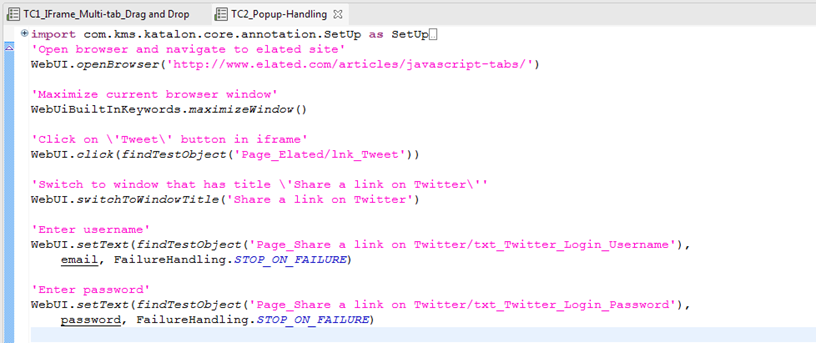 TC1_IFrame_Multi-tab_Drag and Drop TC2_Popup-Handling
import com.kms.katalon.core.annotation.SetUp as SetUp
'Open browser and navigate to elated site'
WebUI.openBrowser('http://www.elated.com/articles/javascript-tabs/')
'Maximize current browser window'
WebUiBuiltInKeywords.maximizeWindow()
'Click on \'Tweet\' button in iframe'
WebUI.click(findTestObject('Page_Elated/lnk_Tweet'))
'Switch to window that has title \'Share a link on Twitter\''
WebUI.switchToWindowTitle('Share a link on Twitter')
'Enter username'
WebUI.setText(findTestObject('Page_Share a link on Twitter/txt_Twitter_Login_Username'),
email, FailureHandling.STOP_ON_FAILURE)
'Enter password'
WebUI.setText(findTestObject('Page_Share a link on Twitter/txt_Twitter_Login_Password'),
password, FailureHandling.STOP_ON_FAILURE)